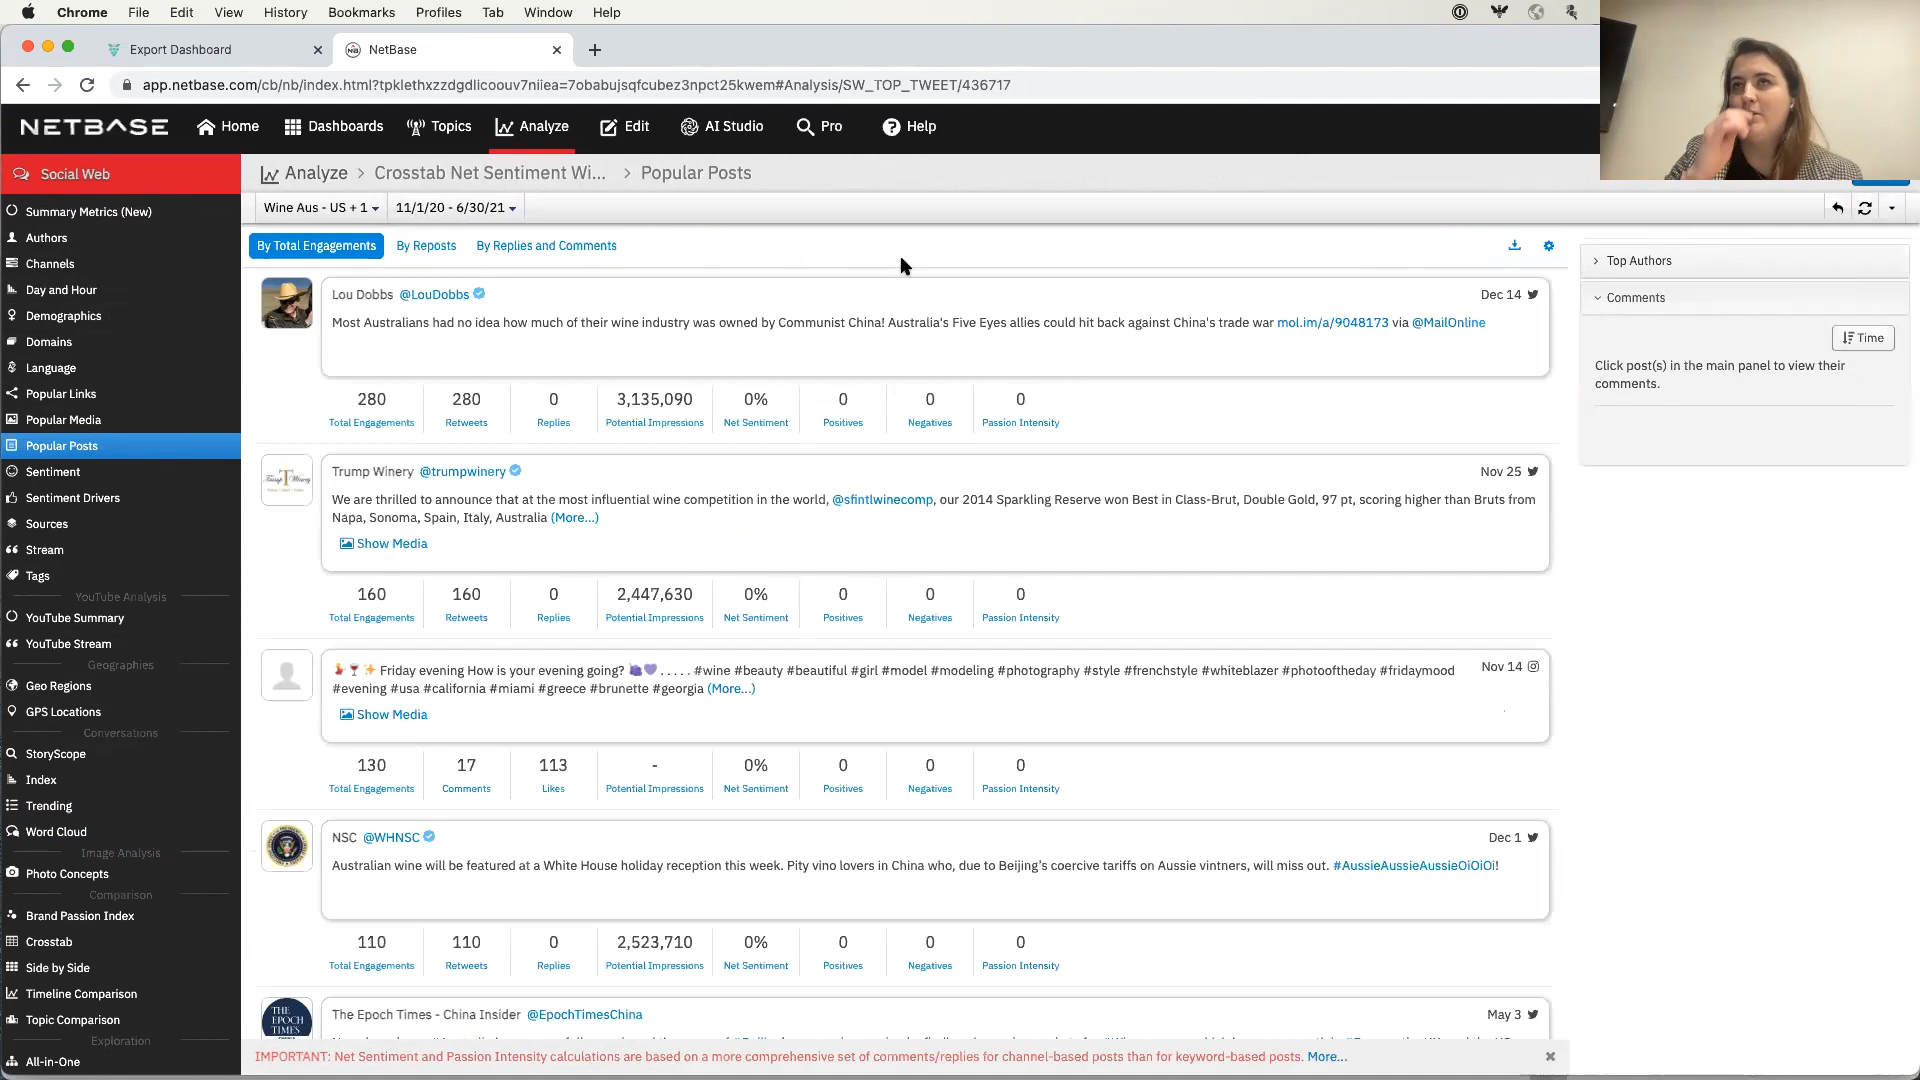 Chrome File Edit View History Bookmarks Profiles Tab Window Help
Export Dashboard
NetBase
app.netbase.com/cb/nb/index.html?tpklethxzzdgdlicoouv7niiea=7obabujsqfcubez3npct25kwem#Analysis/SW_TOP_TWEET/436717
NETBASE Home Dashboards Topics Analyze Edit AI Studio Pro Help
Social Web
Analyze > Crosstab Net Sentiment Wi... > Popular Posts
Wine Aus - US + 1
11/1/20 - 6/30/21
Summary Metrics (New)
Authors
Channels
Day and Hour
Demographics
Domains
Language
Popular Links
Popular Media
Popular Posts
Sentiment
Sentiment Drivers
Sources
Stream
Tags
YouTube Analysis
YouTube Summary
YouTube Stream
Geographies
Geo Regions
GPS Locations
Conversations
StoryScope
Index
Trending
Word Cloud
Image Analysis
Photo Concepts
Comparison
Brand Passion Index
Crosstab
Side by Side
Timeline Comparison
Topic Comparison
Exploration
All-in-One
By Total Engagements By Reposts By Replies and Comments
Lou Dobbs @LouDobbs Dec 14
Most Australians had no idea how much of their wine industry was owned by Communist China! Australia's Five Eyes allies could hit back against China's trade war mol.im/a/9048173 via @MailOnline
280 280 0 3,135,090 0% 0 0 0
Total Engagements Retweets Replies Potential Impressions Net Sentiment Positives Negatives Passion Intensity
Trump Winery @trumpwinery Nov 25
We are thrilled to announce that at the most influential wine competition in the world, @sfintlwinecomp, our 2014 Sparkling Reserve won Best in Class-Brut, Double Gold, 97 pt, scoring higher than Bruts from
Napa, Sonoma, Spain, Italy, Australia (More...)
Show Media
160 160 0 2,447,630 0% 0 0 0
Total Engagements Retweets Replies Potential Impressions Net Sentiment Positives Negatives Passion Intensity
💃🍷✨ Friday evening How is your evening going? 🍇💜 . . . . . #wine #beauty #beautiful #girl #model #modeling #photography #style #frenchstyle #whiteblazer #photooftheday #fridaymood Nov 14
#evening #usa #california #miami #greece #brunette #georgia (More...)
Show Media
130 17 113 - 0% 0 0 0
Total Engagements Comments Likes Potential Impressions Net Sentiment Positives Negatives Passion Intensity
NSC @WHNSC Dec 1
Australian wine will be featured at a White House holiday reception this week. Pity vino lovers in China who, due to Beijing's coercive tariffs on Aussie vintners, will miss out. #AussieAussieAussieOiOiOi!
110 110 0 2,523,710 0% 0 0 0
Total Engagements Retweets Replies Potential Impressions Net Sentiment Positives Negatives Passion Intensity
THE
EPOCH
TIMES
The Epoch Times - China Insider @EpochTimesChina May 3
IMPORTANT: Net Sentiment and Passion Intensity calculations are based on a more comprehensive set of comments/replies for channel-based posts than for keyword-based posts. More...
Top Authors
Comments
Time
Click post(s) in the main panel to view their
comments.